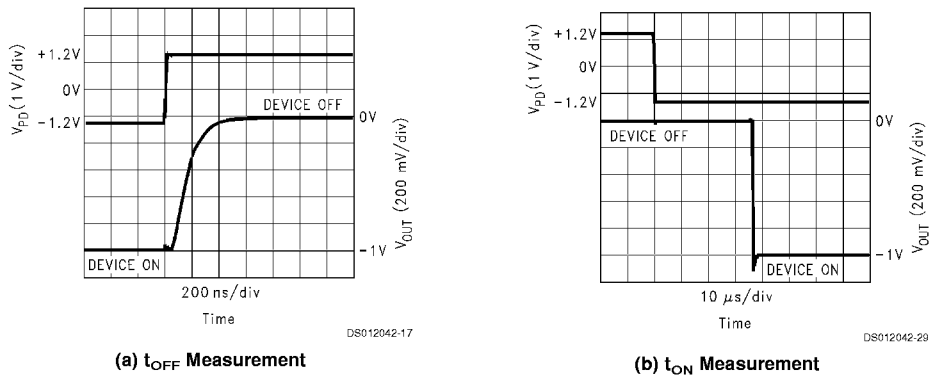 +1.2V
0V
−1.2V
V_PD (1 V/div)
DEVICE OFF
0V
V_OUT (200 mV/div)
DEVICE ON
−1V
200 ns/div
Time
DS012042-17
(a) t_OFF Measurement
+1.2V
0V
−1.2V
V_PD (1 V/div)
DEVICE OFF
0V
V_OUT (200 mV/div)
DEVICE ON
−1V
10 µs/div
Time
DS012042-29
(b) t_ON Measurement